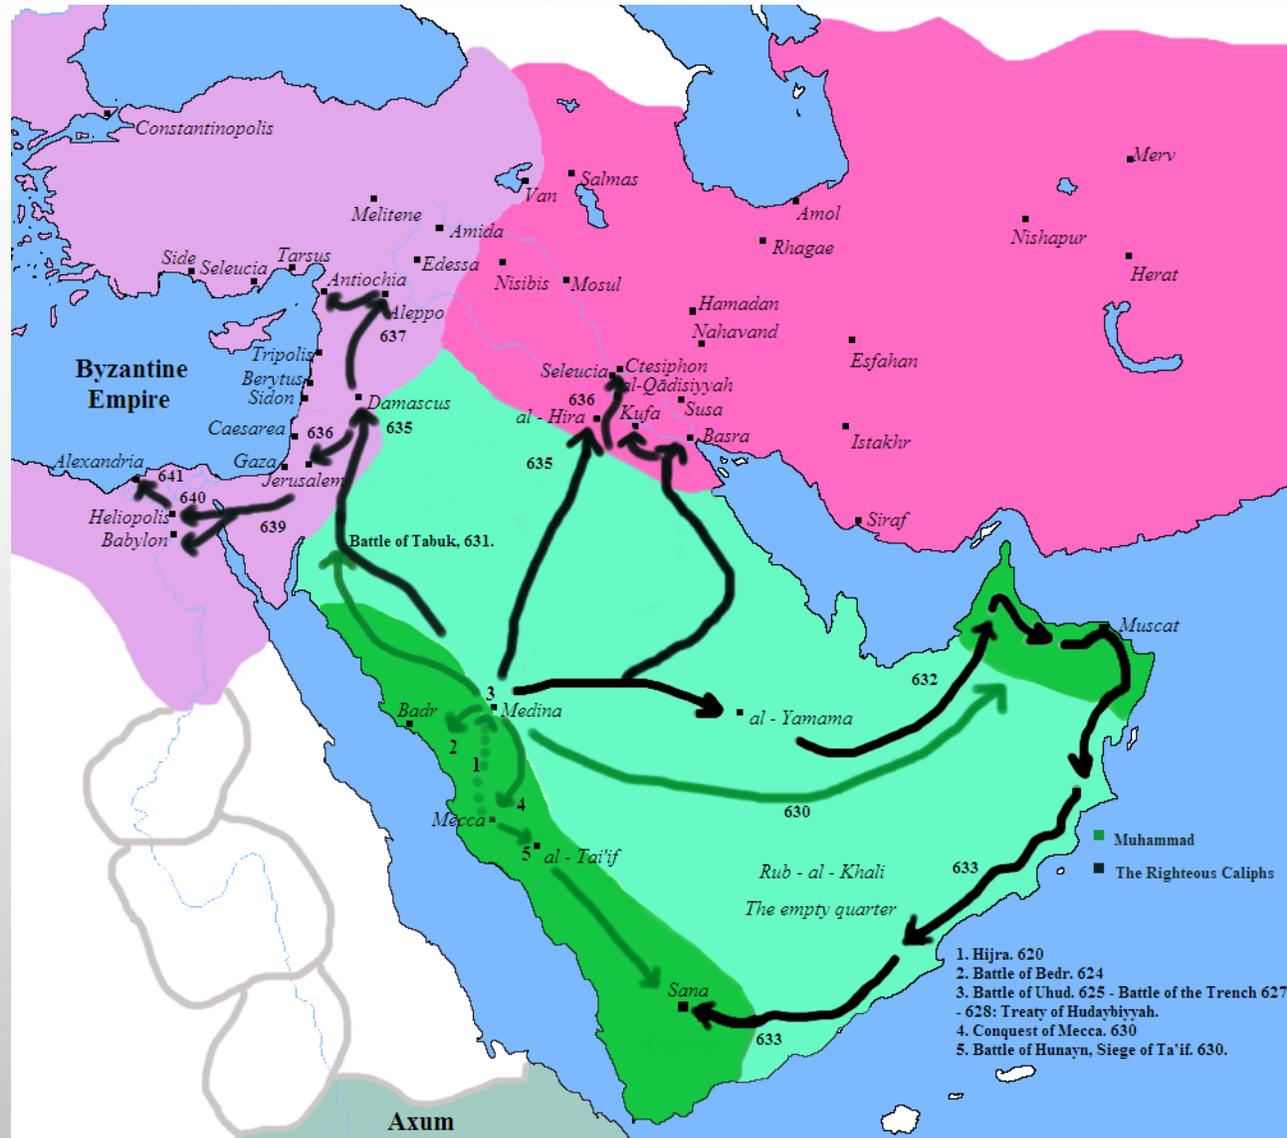 Constantinopolis
Merv
Salmas
Van
Melitene
Amol
Amida
Nishapur
Rhagae
Side
Seleucia
Tarsus
Edessa
Herat
Antiochia
Nisibis
Mosul
Aleppo
Hamadan
637
Nahavand
Tripolis
Esfahan
Byzantine
Empire
Berytus
Seleucia
Ctesiphon
al-Qādisiyyah
Sidon
Damascus
636
Susa
al - Hira
Kufa
Caesarea
636
635
Basra
Istakhr
Alexandria
Gaza
635
641
Jerusalem
640
Heliopolis
639
Siraf
Babylon
Battle of Tabuk, 631.
Muscat
632
3
Medina
Badr
al - Yamama
2
1
630
4
Mecca
5
al - Tai'if
Muhammad
Rub - al - Khali
633
The Righteous Caliphs
The empty quarter
1. Hijra. 620
2. Battle of Bedr. 624
3. Battle of Uhud. 625 - Battle of the Trench 627
- 628: Treaty of Hudaybiyyah.
4. Conquest of Mecca. 630
5. Battle of Hunayn, Siege of Ta'if. 630.
Sana
633
Axum